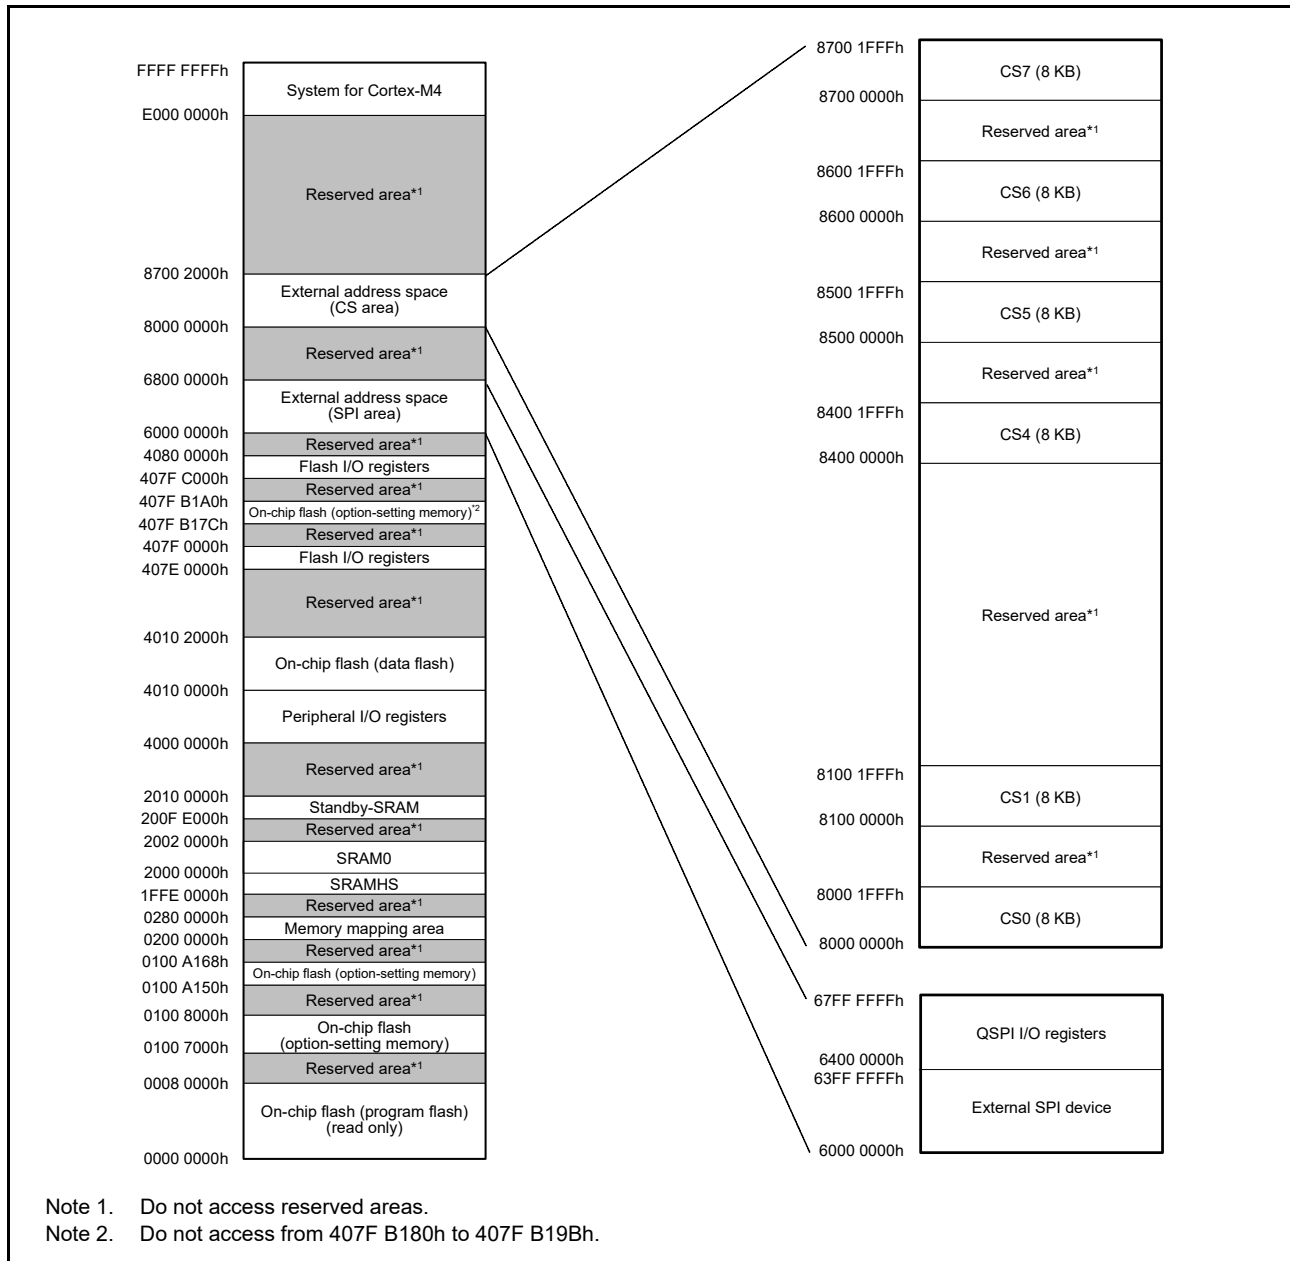 FFFF FFFFh
System for Cortex-M4
E000 0000h
Reserved area*1
8700 2000h
External address space
(CS area)
8000 0000h
Reserved area*1
6800 0000h
External address space
(SPI area)
6000 0000h
Reserved area*1
4080 0000h
Flash I/O registers
407F C000h
Reserved area*1
407F B1A0h
On-chip flash (option-setting memory)*2
407F B17Ch
Reserved area*1
407F 0000h
Flash I/O registers
407E 0000h
Reserved area*1
4010 2000h
On-chip flash (data flash)
4010 0000h
Peripheral I/O registers
4000 0000h
Reserved area*1
2010 0000h
Standby-SRAM
200F E000h
Reserved area*1
2002 0000h
SRAM0
2000 0000h
SRAMHS
1FFE 0000h
Reserved area*1
0280 0000h
Memory mapping area
0200 0000h
Reserved area*1
0100 A168h
On-chip flash (option-setting memory)
0100 A150h
Reserved area*1
0100 8000h
On-chip flash
(option-setting memory)
0100 7000h
Reserved area*1
0008 0000h
On-chip flash (program flash)
(read only)
0000 0000h
8700 1FFFh
CS7 (8 KB)
8700 0000h
Reserved area*1
8600 1FFFh
CS6 (8 KB)
8600 0000h
Reserved area*1
8500 1FFFh
CS5 (8 KB)
8500 0000h
Reserved area*1
8400 1FFFh
CS4 (8 KB)
8400 0000h
Reserved area*1
8100 1FFFh
CS1 (8 KB)
8100 0000h
Reserved area*1
8000 1FFFh
CS0 (8 KB)
8000 0000h
67FF FFFFh
QSPI I/O registers
6400 0000h
63FF FFFFh
External SPI device
6000 0000h
Note 1. Do not access reserved areas.
Note 2. Do not access from 407F B180h to 407F B19Bh.